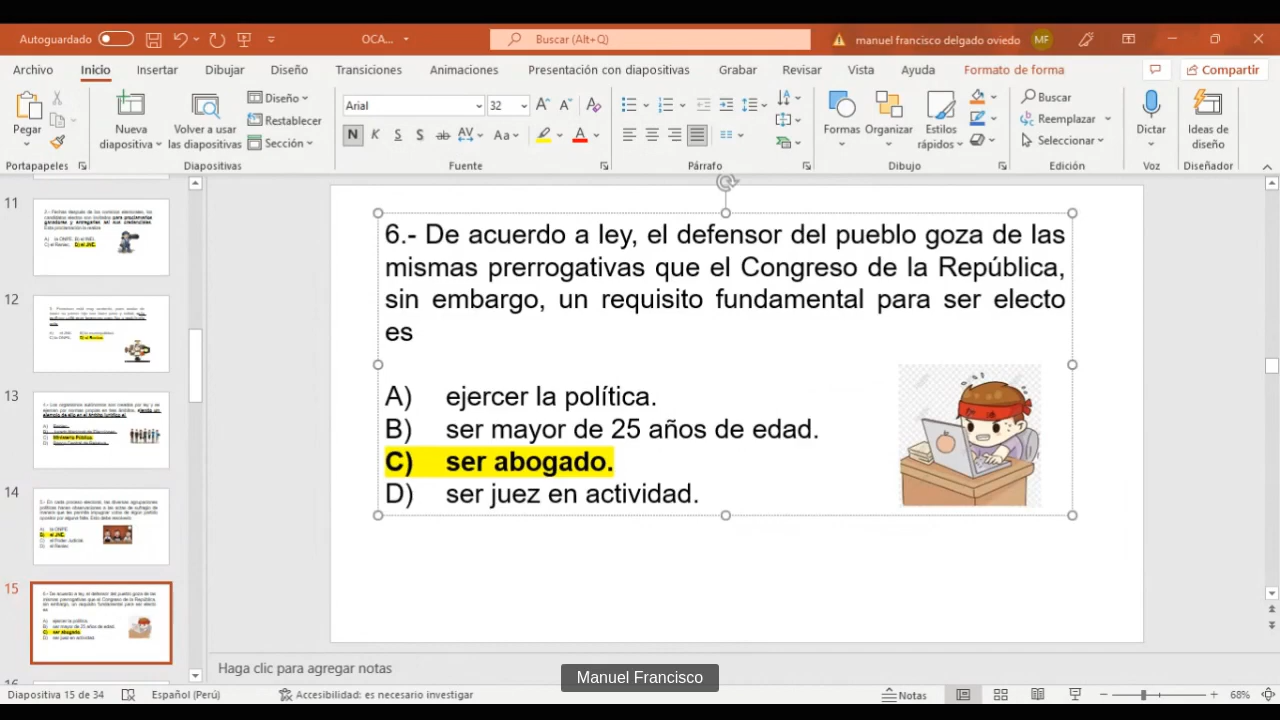 Autoguardado
OCA...
Buscar (Alt+Q)
manuel francisco delgado oviedo
MF
Archivo Inicio Insertar Dibujar Diseño Transiciones Animaciones Presentación con diapositivas Grabar Revisar Vista Ayuda Formato de forma Compartir
Pegar
Nueva diapositiva
Volver a usar las diapositivas
Diseño
Restablecer
Sección
Arial 32
N K S S ab AV Aa A
Formas Organizar Estilos rápidos
Buscar
Reemplazar
Seleccionar
Dictar
Ideas de diseño
Portapapeles Diapositivas Fuente Párrafo Dibujo Edición Voz Diseñador
11
12
13
14
15
6.- De acuerdo a ley, el defensor del pueblo goza de las
mismas prerrogativas que el Congreso de la República,
sin embargo, un requisito fundamental para ser electo
es
A) ejercer la política.
B) ser mayor de 25 años de edad.
C) ser abogado.
D) ser juez en actividad.
Haga clic para agregar notas
Manuel Francisco
Diapositiva 15 de 34 Español (Perú) Accesibilidad: es necesario investigar Notas 68%